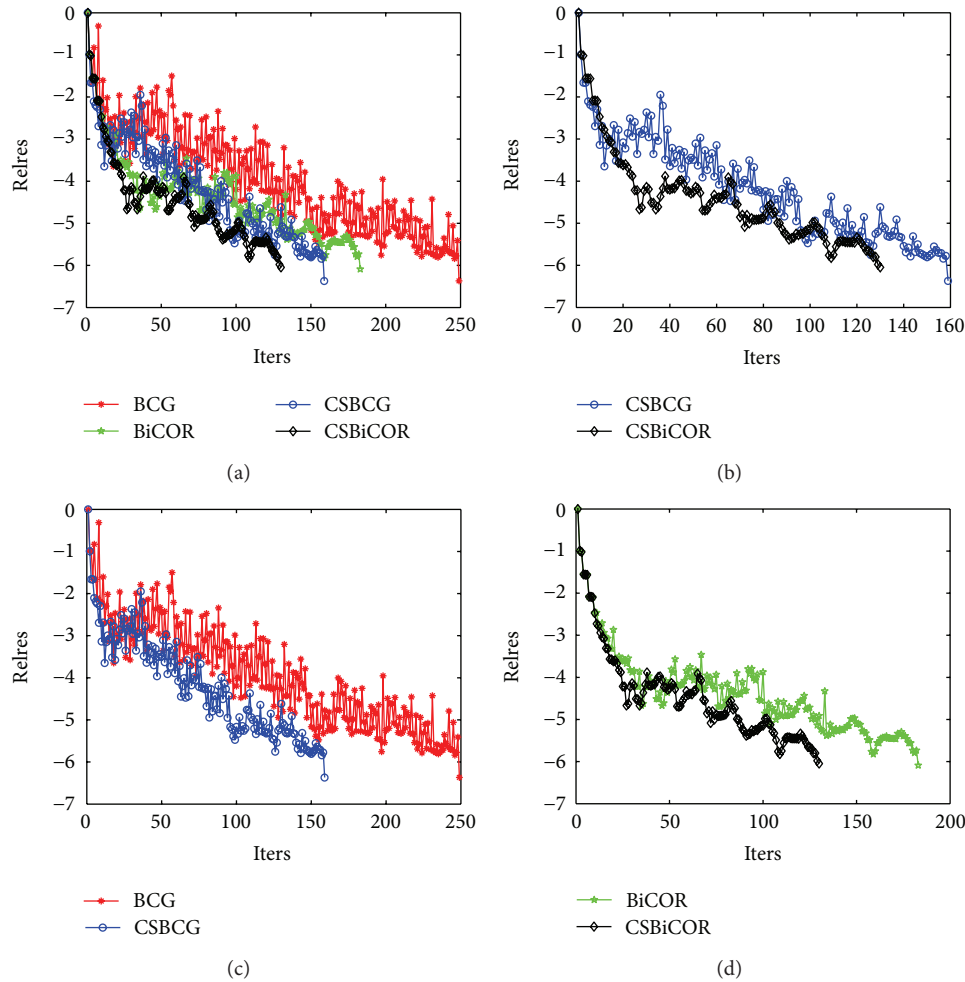 0
−1
−2
−3
−4
−5
−6
−7
Relres
0 50 100 150 200 250
Iters
BCG
BiCOR
CSBCG
CSBiCOR
(a)
0
−1
−2
−3
−4
−5
−6
−7
Relres
0 20 40 60 80 100 120 140 160
Iters
CSBCG
CSBiCOR
(b)
0
−1
−2
−3
−4
−5
−6
−7
Relres
0 50 100 150 200 250
Iters
BCG
CSBCG
(c)
0
−1
−2
−3
−4
−5
−6
−7
Relres
0 50 100 150 200
Iters
BiCOR
CSBiCOR
(d)